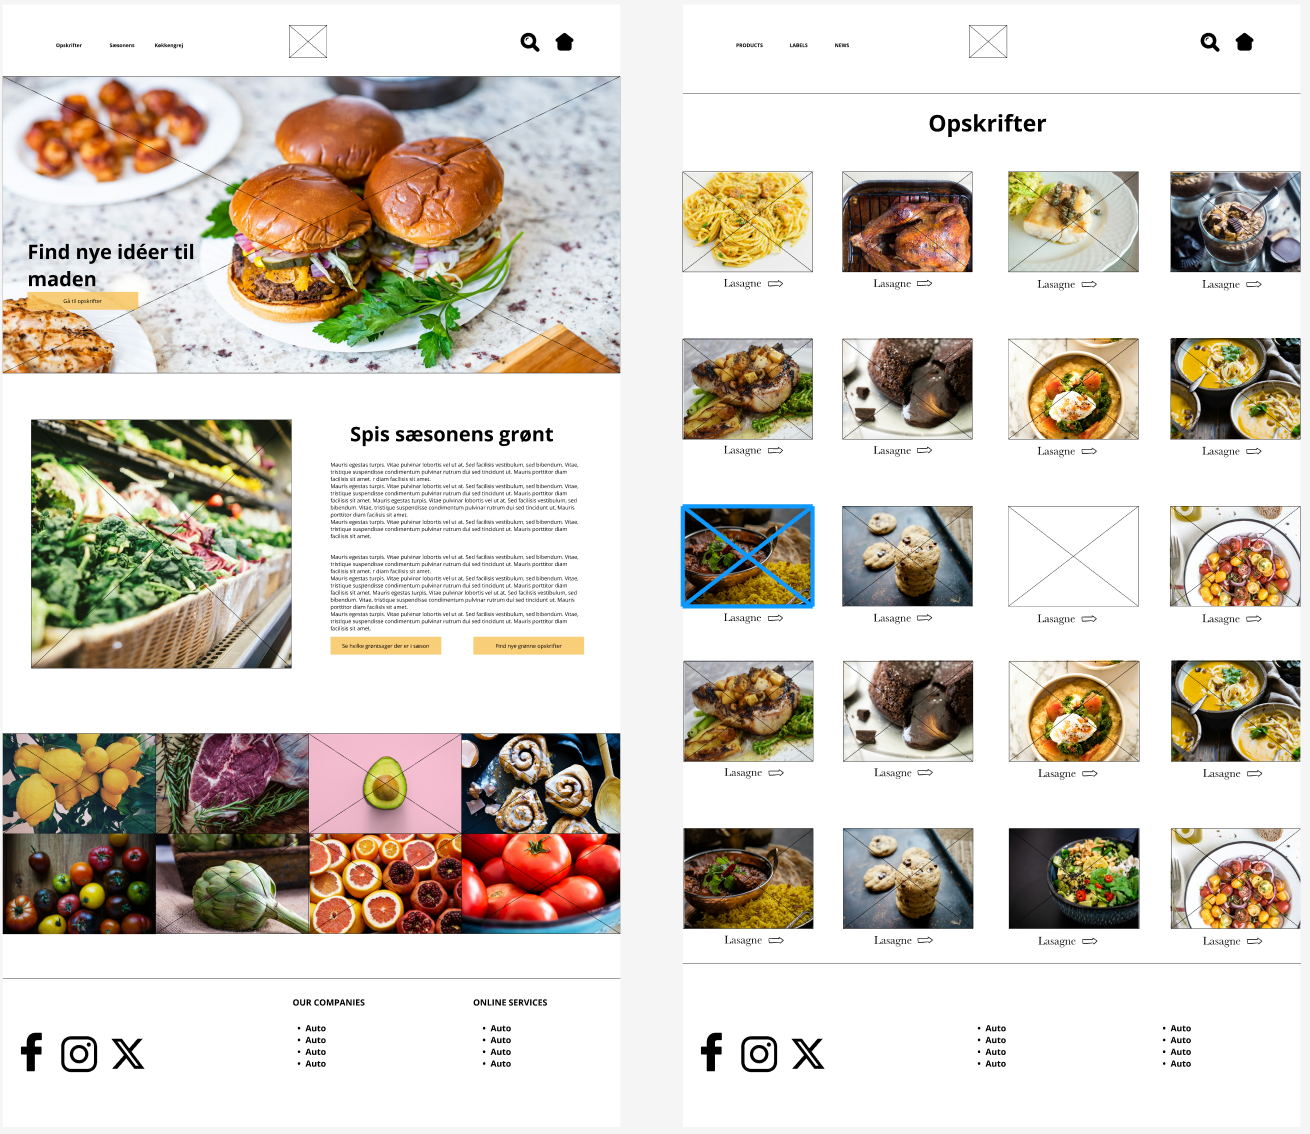 Opskrifter Sæsonens Køkkengrej
Find nye idéer til
maden
Gå til opskrifter
Spis sæsonens grønt
Mauris egestas turpis. Vitae pulvinar lobortis vel ut at. Sed facilisis vestibulum, sed bibendum. Vitae,
tristique suspendisse condimentum pulvinar rutrum dui sed tincidunt ut. Mauris porttitor diam
facilisis sit amet. r diam facilisis sit amet.
Mauris egestas turpis. Vitae pulvinar lobortis vel ut at. Sed facilisis vestibulum, sed bibendum. Vitae,
tristique suspendisse condimentum pulvinar rutrum dui sed tincidunt ut. Mauris porttitor diam
facilisis sit amet. Mauris egestas turpis. Vitae pulvinar lobortis vel ut at. Sed facilisis vestibulum, sed
bibendum. Vitae, tristique suspendisse condimentum pulvinar rutrum dui sed tincidunt ut. Mauris
porttitor diam facilisis sit amet.
Mauris egestas turpis. Vitae pulvinar lobortis vel ut at. Sed facilisis vestibulum, sed bibendum. Vitae,
tristique suspendisse condimentum pulvinar rutrum dui sed tincidunt ut. Mauris porttitor diam
facilisis sit amet.
Mauris egestas turpis. Vitae pulvinar lobortis vel ut at. Sed facilisis vestibulum, sed bibendum. Vitae,
tristique suspendisse condimentum pulvinar rutrum dui sed tincidunt ut. Mauris porttitor diam
facilisis sit amet. r diam facilisis sit amet.
Mauris egestas turpis. Vitae pulvinar lobortis vel ut at. Sed facilisis vestibulum, sed bibendum. Vitae,
tristique suspendisse condimentum pulvinar rutrum dui sed tincidunt ut. Mauris porttitor diam
facilisis sit amet. Mauris egestas turpis. Vitae pulvinar lobortis vel ut at. Sed facilisis vestibulum, sed
bibendum. Vitae, tristique suspendisse condimentum pulvinar rutrum dui sed tincidunt ut. Mauris
porttitor diam facilisis sit amet.
Mauris egestas turpis. Vitae pulvinar lobortis vel ut at. Sed facilisis vestibulum, sed bibendum. Vitae,
tristique suspendisse condimentum pulvinar rutrum dui sed tincidunt ut. Mauris porttitor diam
facilisis sit amet.
Se hvilke grøntsager der er i sæson
Find nye grønne opskrifter
OUR COMPANIES
• Auto
• Auto
• Auto
• Auto
ONLINE SERVICES
• Auto
• Auto
• Auto
• Auto
PRODUCTS LABELS NEWS
Opskrifter
Lasagne Lasagne Lasagne Lasagne
Lasagne Lasagne Lasagne Lasagne
Lasagne Lasagne Lasagne Lasagne
Lasagne Lasagne Lasagne Lasagne
Lasagne Lasagne Lasagne Lasagne
• Auto
• Auto
• Auto
• Auto
• Auto
• Auto
• Auto
• Auto